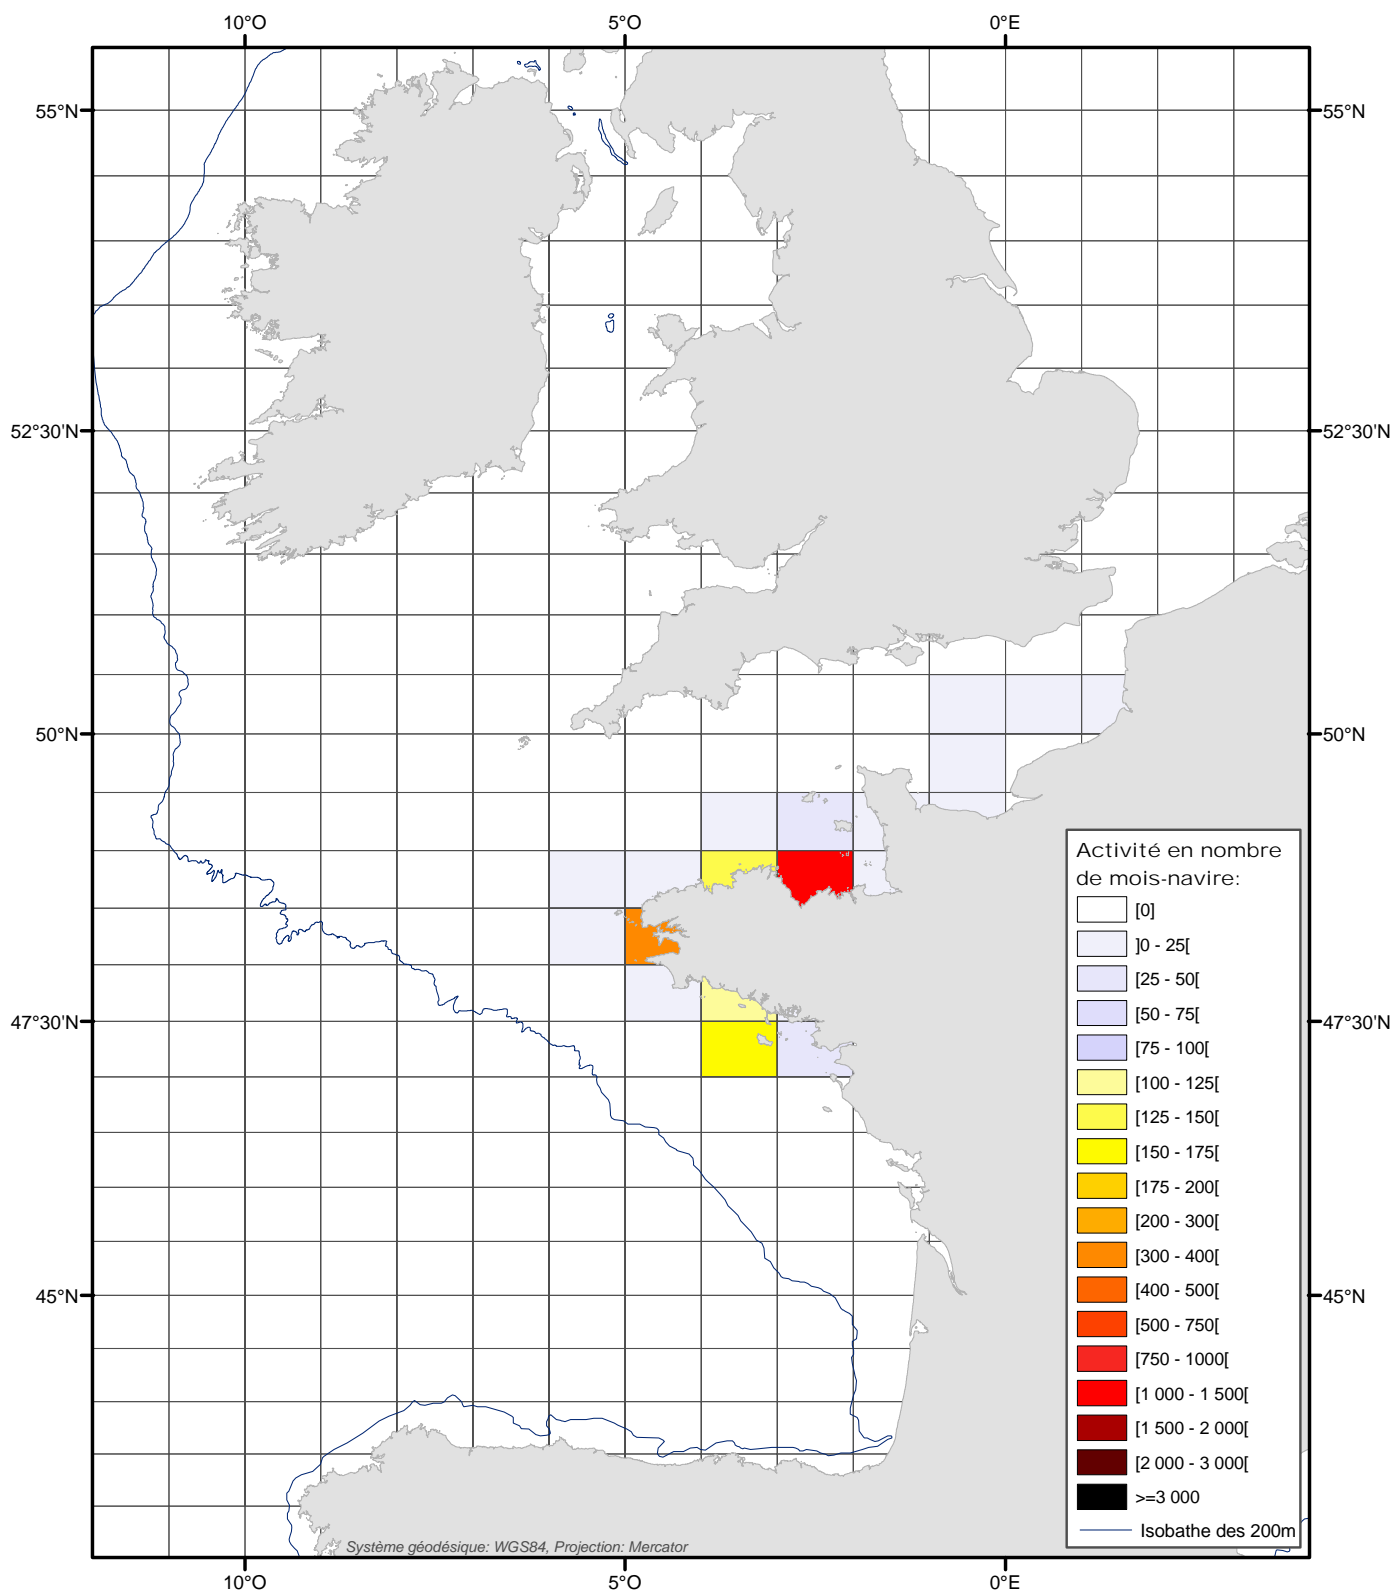 10°O 5°O 0°E
55°N 55°N
52°30'N 52°30'N
50°N 50°N
47°30'N 47°30'N
45°N 45°N
Activité en nombre
de mois-navire:
[0]
]0 - 25[
[25 - 50[
[50 - 75[
[75 - 100[
[100 - 125[
[125 - 150[
[150 - 175[
[175 - 200[
[200 - 300[
[300 - 400[
[400 - 500[
[500 - 750[
[750 - 1000[
[1 000 - 1 500[
[1 500 - 2 000[
[2 000 - 3 000[
>=3 000
Isobathe des 200m
Système géodésique: WGS84, Projection: Mercator
10°O 5°O 0°E